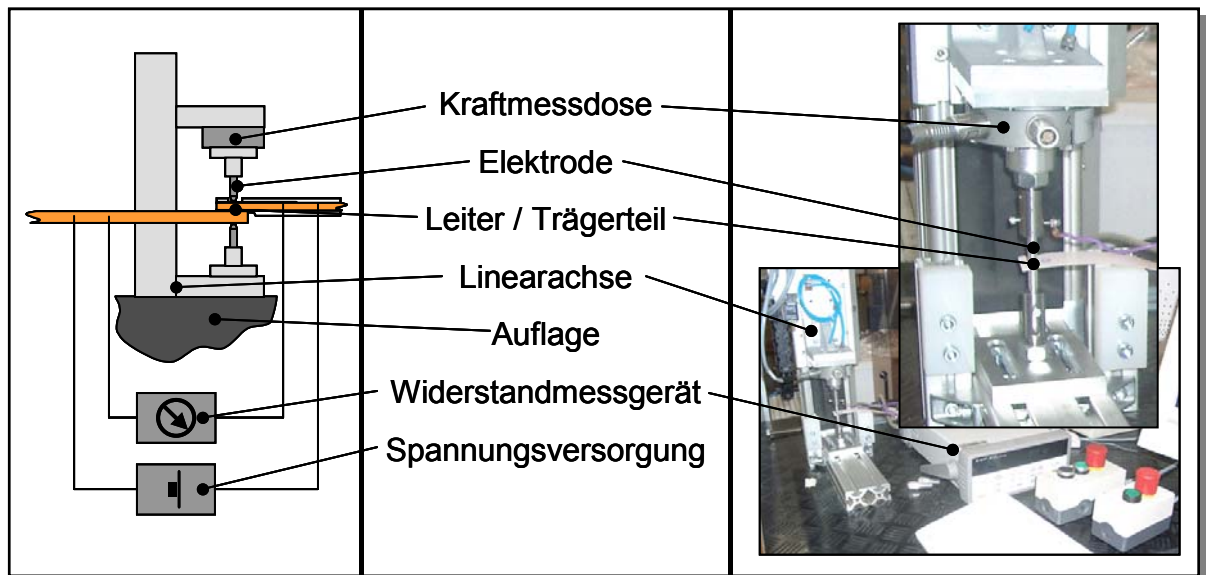 Kraftmessdose
Elektrode
Leiter / Trägerteil
Linearachse
Auflage
Widerstandmessgerät
Spannungsversorgung